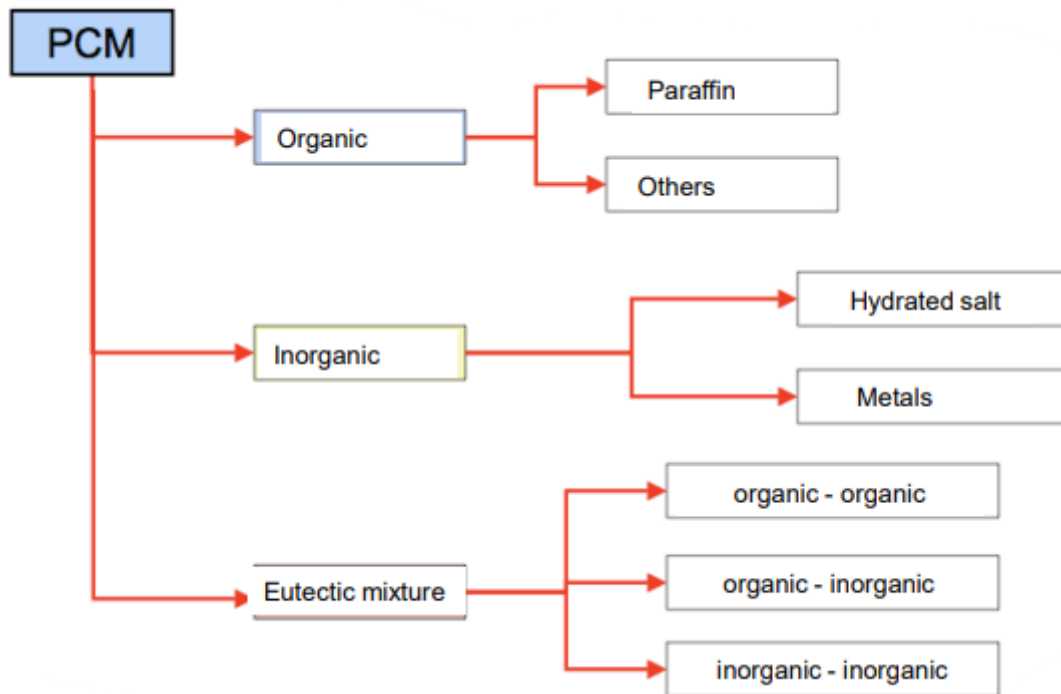 PCM
Organic
Paraffin
Others
Inorganic
Hydrated salt
Metals
Eutectic mixture
organic - organic
organic - inorganic
inorganic - inorganic